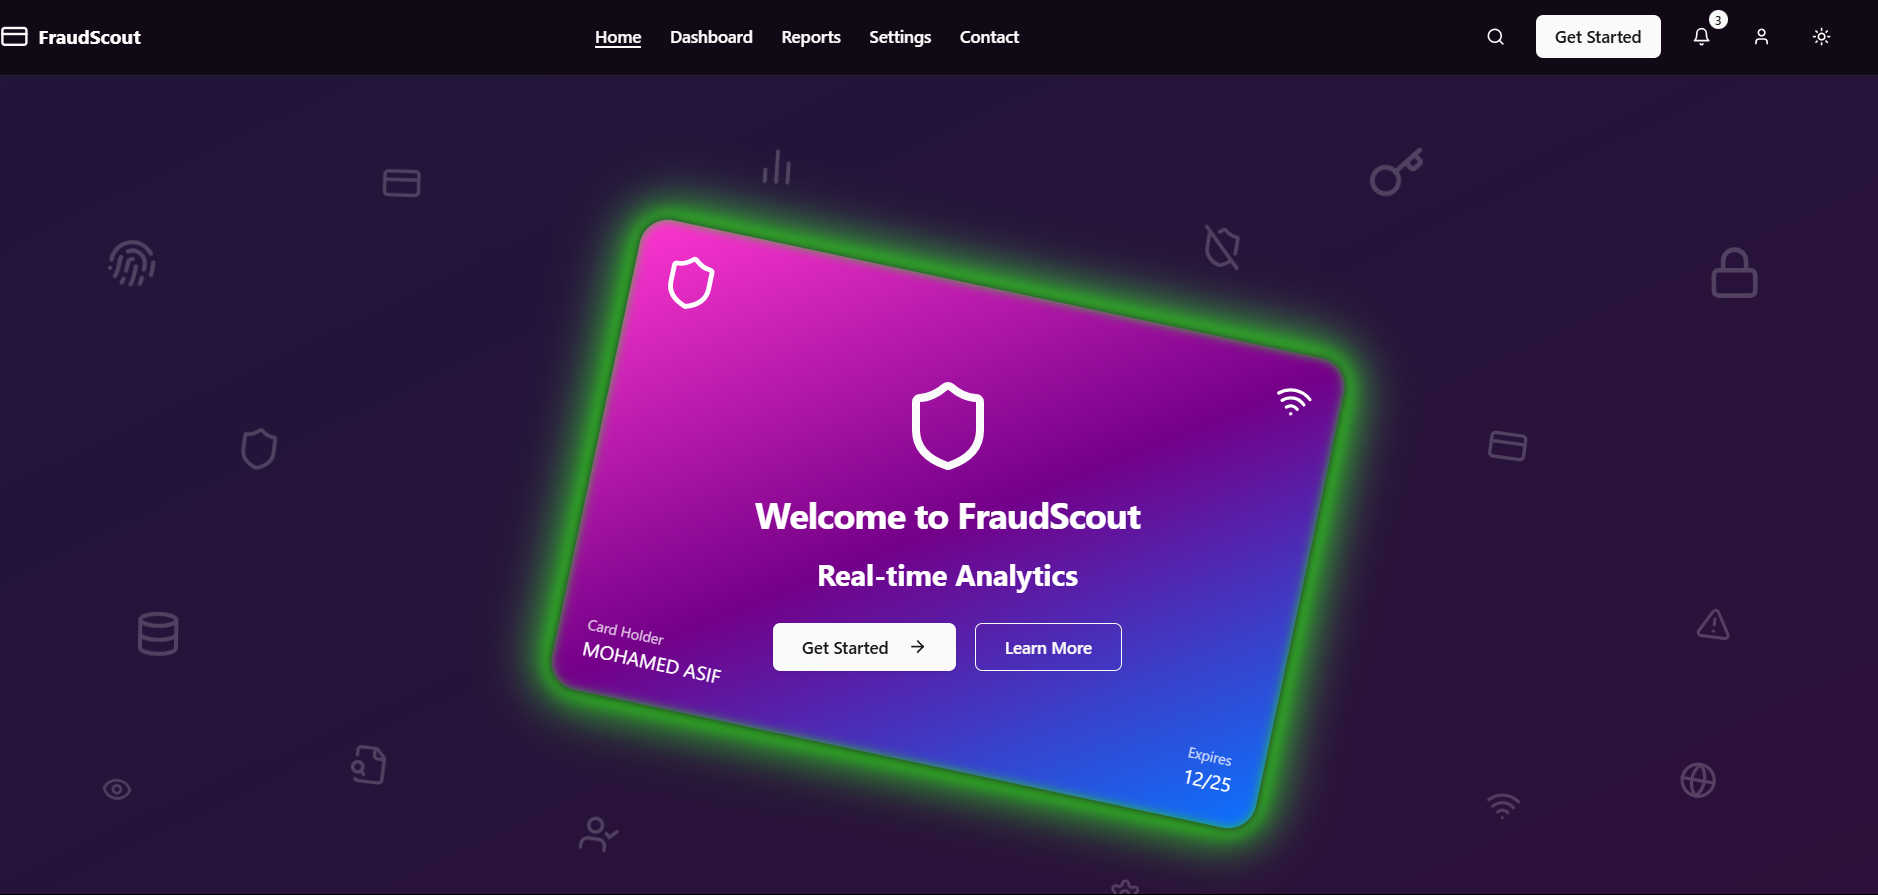 FraudScout
Home Dashboard Reports Settings Contact
Get Started
3
Welcome to FraudScout
Real-time Analytics
Get Started
Learn More
Card Holder
MOHAMED ASIF
Expires
12/25